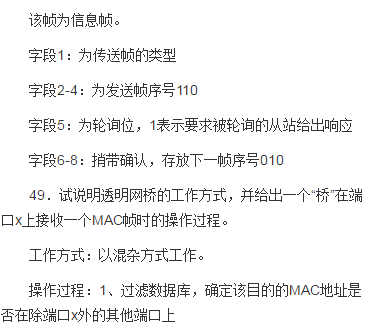 该帧为信息帧。
字段1：为传送帧的类型
字段2-4：为发送帧序号110
字段5：为轮询位，1表示要求被轮询的从站给出响应
字段6-8：捎带确认，存放下一帧序号010
49．试说明透明网桥的工作方式，并给出一个“桥”在端
口x上接收一个MAC帧时的操作过程。
工作方式：以混杂方式工作。
操作过程：1、过滤数据库，确定该目的的MAC地址是
否在除端口x外的其他端口上